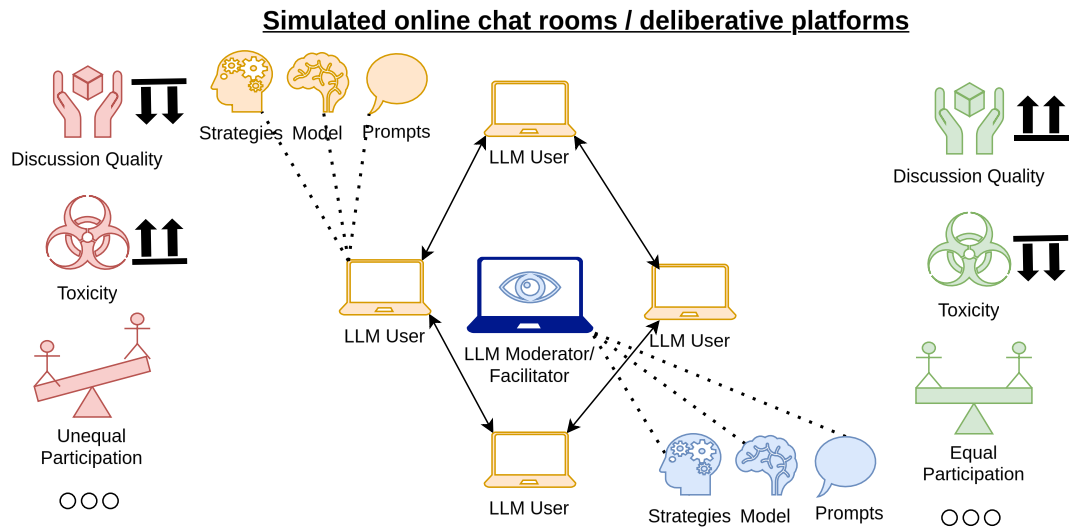 Simulated online chat rooms / deliberative platforms
Strategies
Model
Prompts
Discussion Quality
Toxicity
Unequal
Participation
LLM User
LLM User
LLM Moderator/
Facilitator
LLM User
LLM User
Strategies
Model
Prompts
Discussion Quality
Toxicity
Equal
Participation